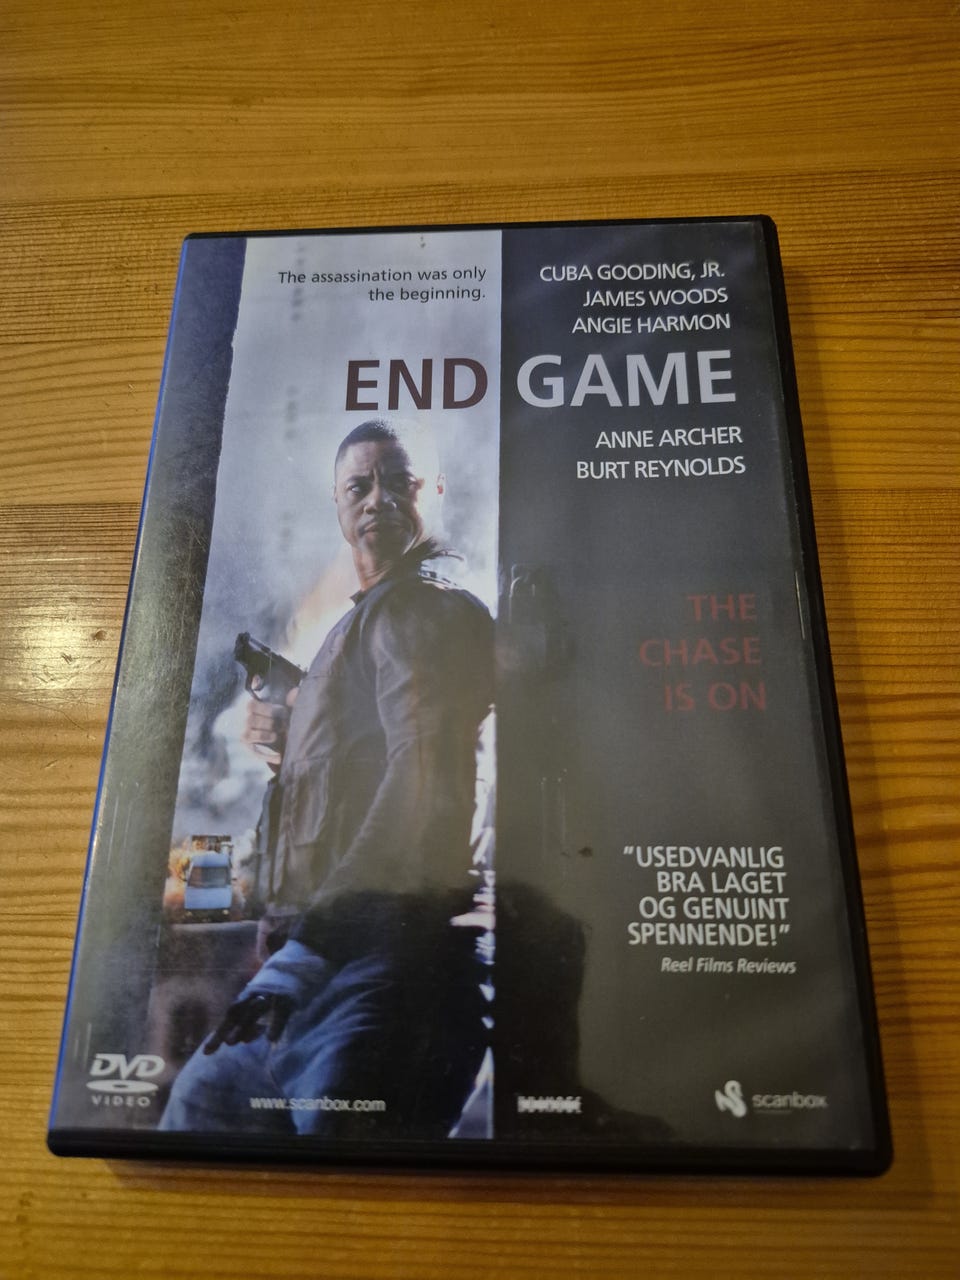 The assassination was only
the beginning.
CUBA GOODING, JR.
JAMES WOODS
ANGIE HARMON
END GAME
ANNE ARCHER
BURT REYNOLDS
THE
CHASE
IS ON
"USEDVANLIG
BRA LAGET
OG GENUINT
SPENNENDE!"
Reel Films Reviews
DVD
VIDEO
www.scanbox.com
scanbox